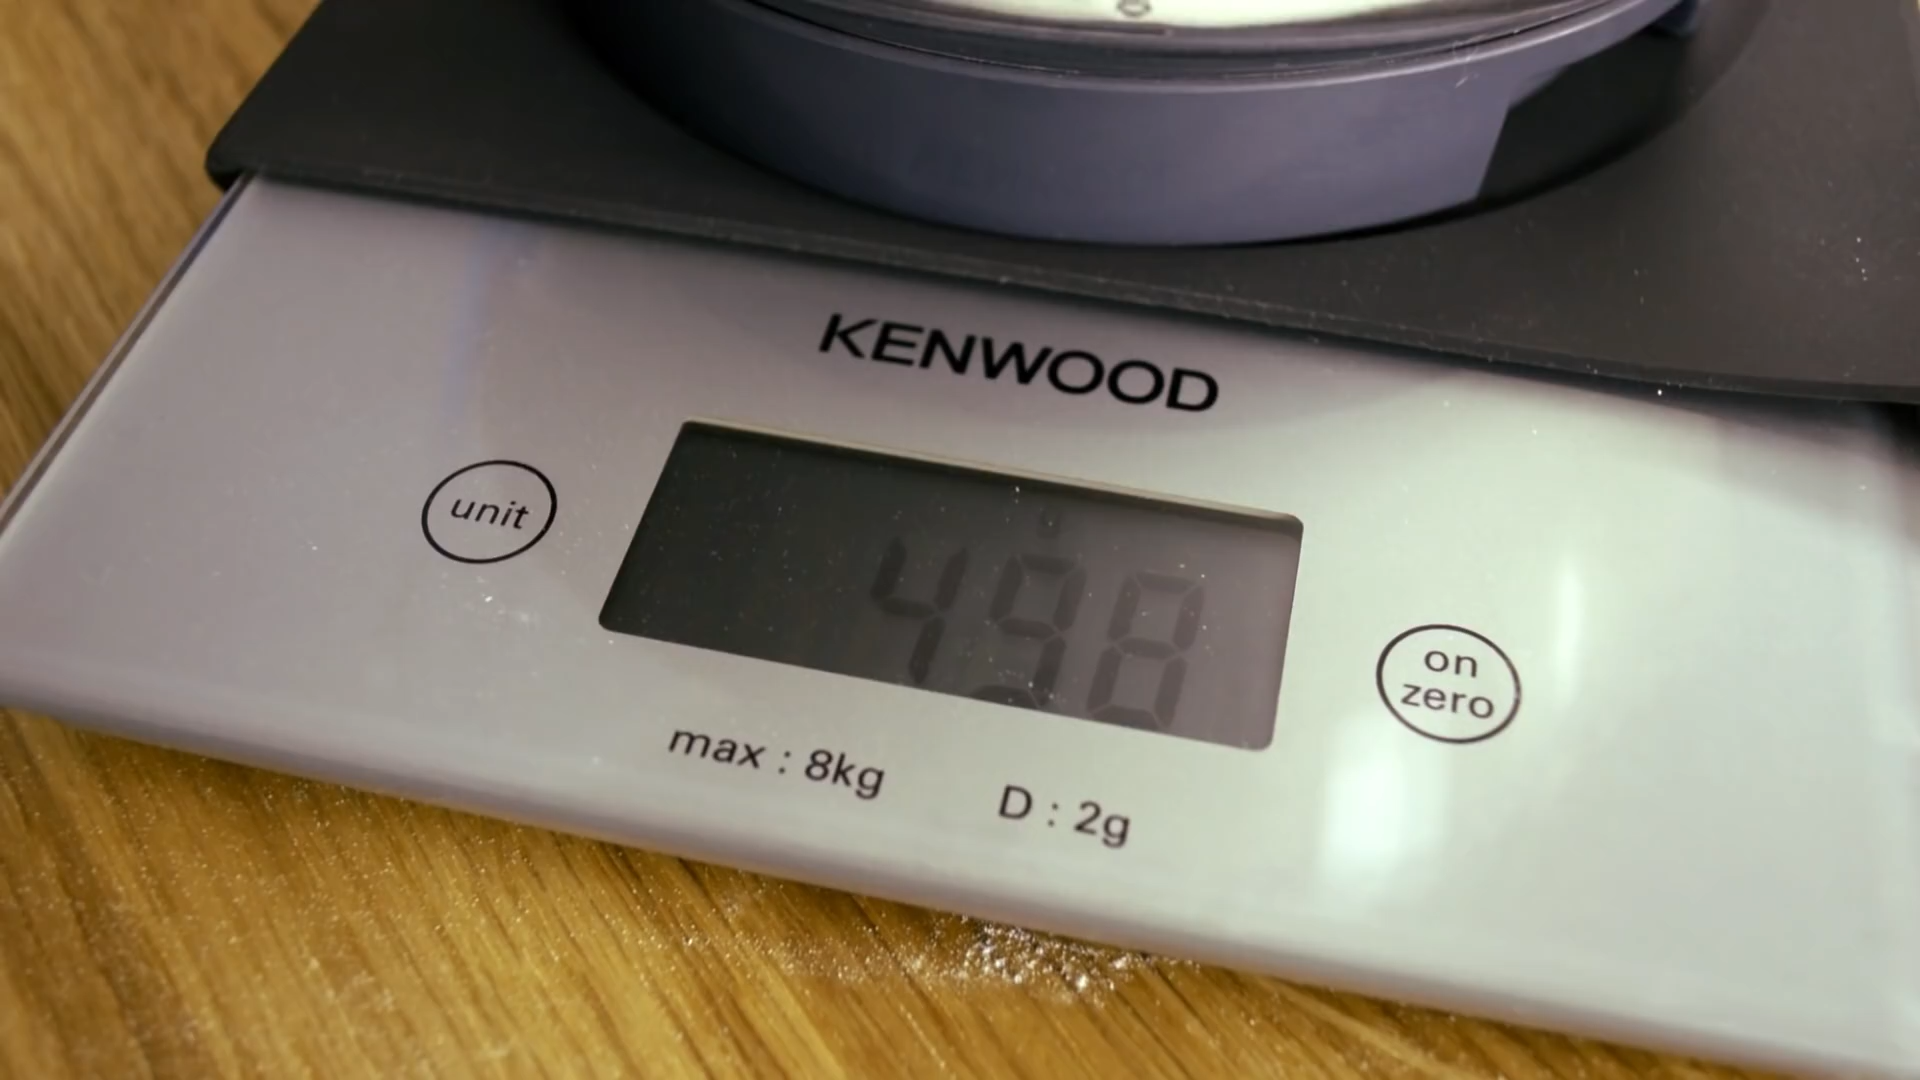 KENWOOD
unit
498
on
zero
max : 8kg
D : 2g